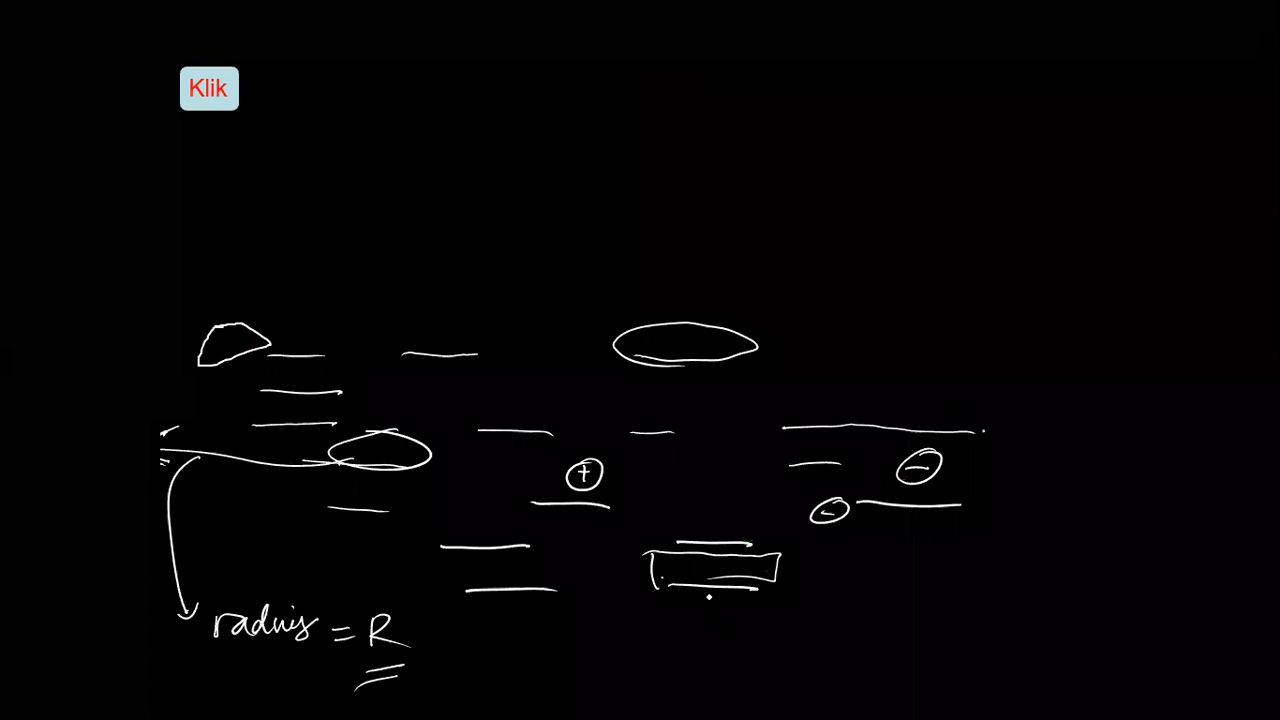 Klik
+
-
-
radius = R